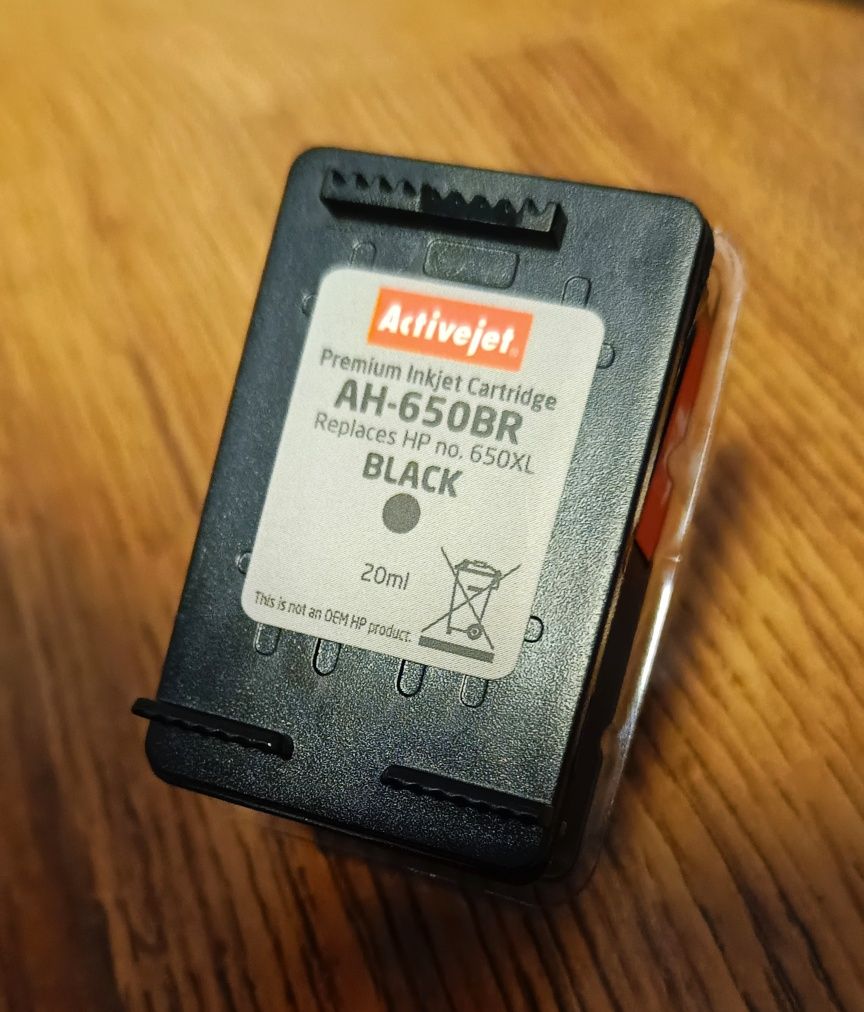 Activejet®
Premium Inkjet Cartridge
AH-650BR
Replaces HP no. 650XL
BLACK
20ml
This is not an OEM HP product.